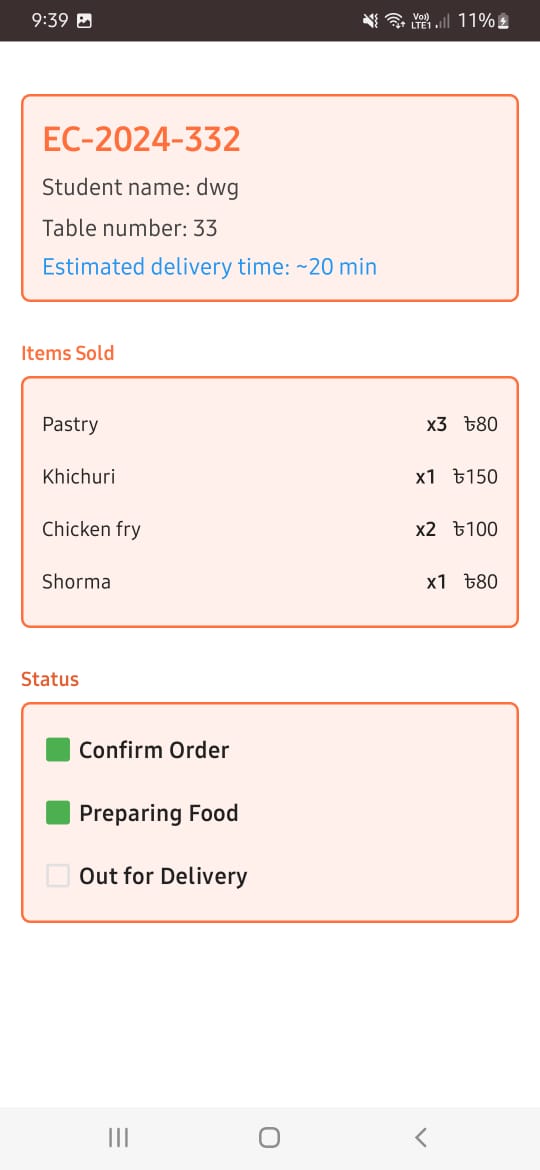 9:39 Vo)) LTE1 11%
EC-2024-332
Student name: dwg
Table number: 33
Estimated delivery time: ~20 min
Items Sold
Pastry x3 ৳80
Khichuri x1 ৳150
Chicken fry x2 ৳100
Shorma x1 ৳80
Status
Confirm Order
Preparing Food
Out for Delivery